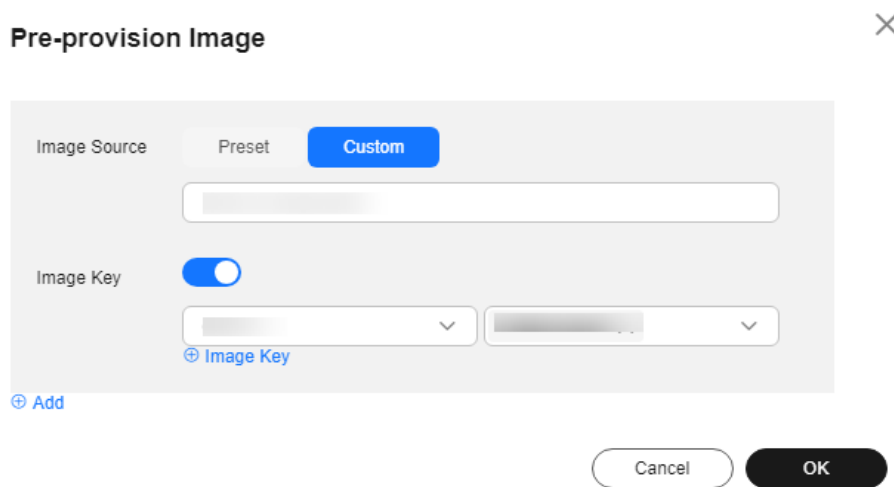 Pre-provision Image
Image Source Preset Custom
Image Key
Image Key
Add
Cancel OK